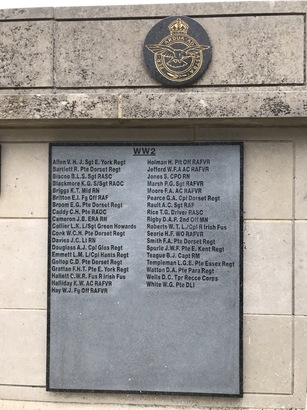 WW2
Allen V. H. J. Sgt E. York Regt
Bartlett R. Pte Dorset Regt
Biscoe B.L.S. Sgt RASC
Blackmore K.G. S/Sgt RAOC
Briggs K.T. Mid RN
Britton E.J. Fg Off RAF
Broom E.G. Pte Dorset Regt
Caddy C.H. Pte RAOC
Cameron J.D. ERA RN
Collier L.K. L/Sgt Green Howards
Cook W.C.H. Pte Dorset Regt
Davies J.C. Lt RN
Douglass A.J. Cpl Glos Regt
Emmett L.M. L/Cpl Hants Regt
Gollop C.D. Pte Dorset Regt
Grattan F.H.T. Pte E. York Regt
Hallett C.W.R. Fus R Irish Fus
Halliday K.W. AC RAFVR
Hay W.J. Fg Off RAFVR
Holman H. Plt Off RAFVR
Jefferd W.F.A AC RAFVR
Jones S. CPO RN
Marsh P.G. Sgt RAFVR
Moore F.A. AC RAFVR
Pearce G.A. Cpl Dorset Regt
Rault A.C. Sgt RAF
Rice T.G. Driver RASC
Rigby D.A.F. 2nd Off MN
Roberts W. T. L/Cpl R Irish Fus
Searle H.F. WO RAFVR
Smith F.A. Pte Dorset Regt
Spurle J.W.F. Pte E. Kent Regt
Teague B.J. Capt RM
Templeman L.G.E. Pte Essex Regt
Watton D.A. Pte Para Regt
Wells D.C. Tpr Recce Corps
White W.G. Pte DLI